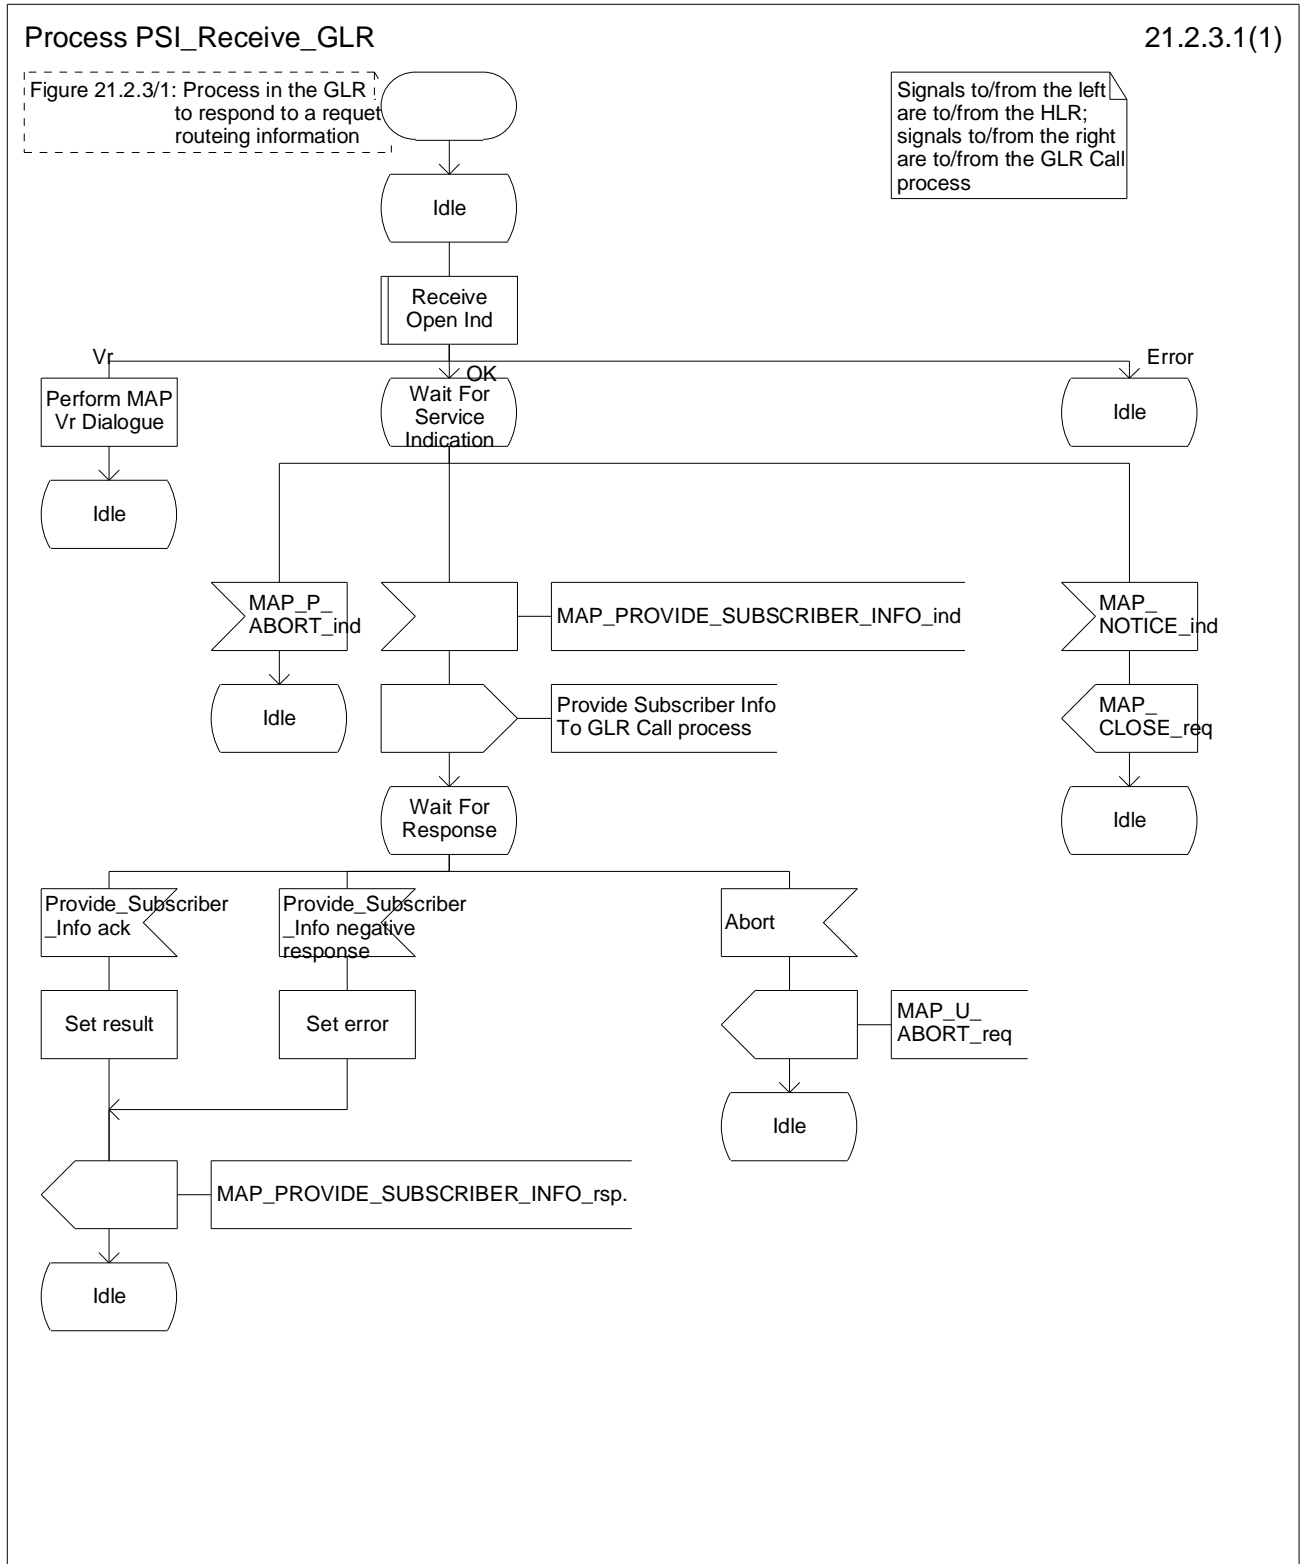 Process PSI_Receive_GLR
21.2.3.1(1)
Figure 21.2.3/1: Process in the GLR
to respond to a requet
routeing information
Signals to/from the left
are to/from the HLR;
signals to/from the right
are to/from the GLR Call
process
Idle
Receive
Open Ind
Vr
OK
Error
Perform MAP
Vr Dialogue
Wait For
Service
Indication
Idle
Idle
MAP_P_
ABORT_ind
MAP_PROVIDE_SUBSCRIBER_INFO_ind
MAP_
NOTICE_ind
Idle
Provide Subscriber Info
To GLR Call process
MAP_
CLOSE_req
Wait For
Response
Idle
Provide_Subscriber
_Info ack
Provide_Subscriber
_Info negative
response
Abort
Set result
Set error
MAP_U_
ABORT_req
Idle
MAP_PROVIDE_SUBSCRIBER_INFO_rsp.
Idle